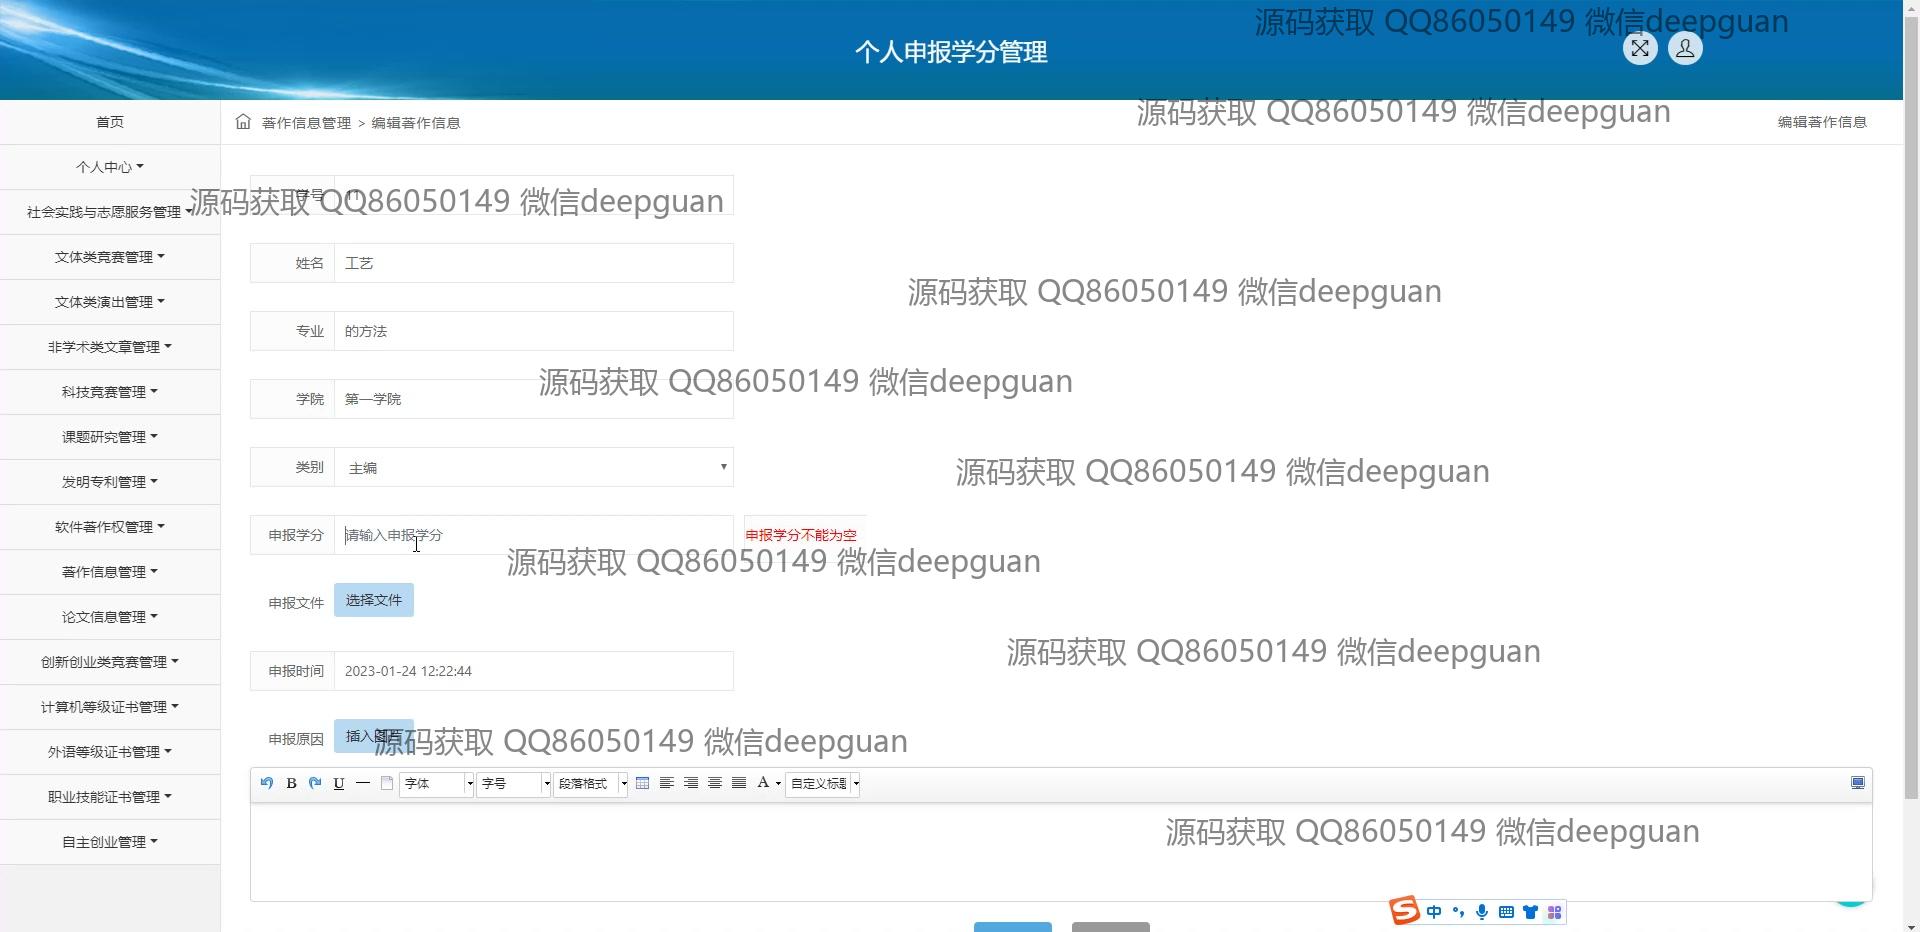 源码获取 QQ86050149 微信deepguan
个人申报学分管理
源码获取 QQ86050149 微信deepguan
首页
著作信息管理 > 编辑著作信息
编辑著作信息
个人中心
社会实践与志愿服务管理
文体类竞赛管理
文体类演出管理
非学术类文章管理
科技竞赛管理
课题研究管理
发明专利管理
软件著作权管理
著作信息管理
论文信息管理
创新创业类竞赛管理
计算机等级证书管理
外语等级证书管理
职业技能证书管理
自主创业管理
学号 11
源码获取 QQ86050149 微信deepguan
姓名 工艺
源码获取 QQ86050149 微信deepguan
专业 的方法
源码获取 QQ86050149 微信deepguan
学院 第一学院
类别 主编
源码获取 QQ86050149 微信deepguan
申报学分 请输入申报学分 申报学分不能为空
源码获取 QQ86050149 微信deepguan
申报文件 选择文件
源码获取 QQ86050149 微信deepguan
申报时间 2023-01-24 12:22:44
申报原因 插入图片
源码获取 QQ86050149 微信deepguan
B U 字体 字号 段落格式 A 自定义标题
源码获取 QQ86050149 微信deepguan
S 中